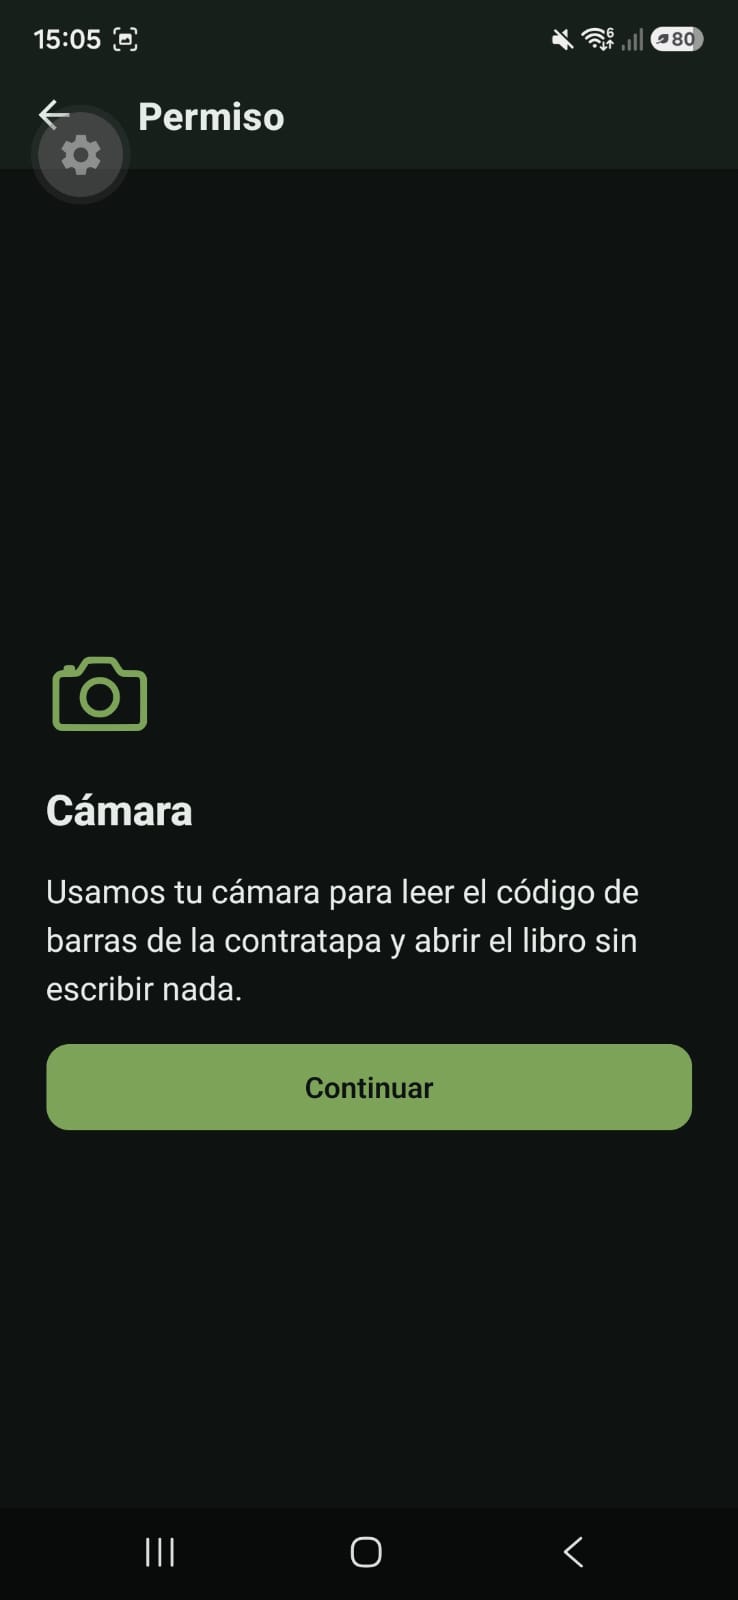 15:05
6
80
Permiso
Cámara
Usamos tu cámara para leer el código de
barras de la contratapa y abrir el libro sin
escribir nada.
Continuar